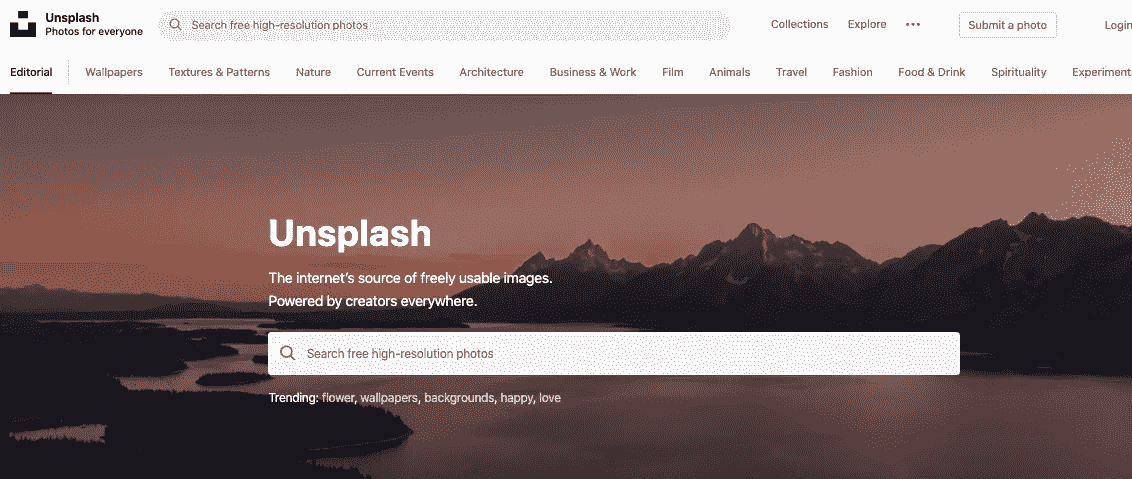 Unsplash
Photos for everyone
Search free high-resolution photos
Collections
Explore
Submit a photo
Login
Editorial
Wallpapers
Textures & Patterns
Nature
Current Events
Architecture
Business & Work
Film
Animals
Travel
Fashion
Food & Drink
Spirituality
Experiment
Unsplash
The internet's source of freely usable images.
Powered by creators everywhere.
Search free high-resolution photos
Trending: flower, wallpapers, backgrounds, happy, love